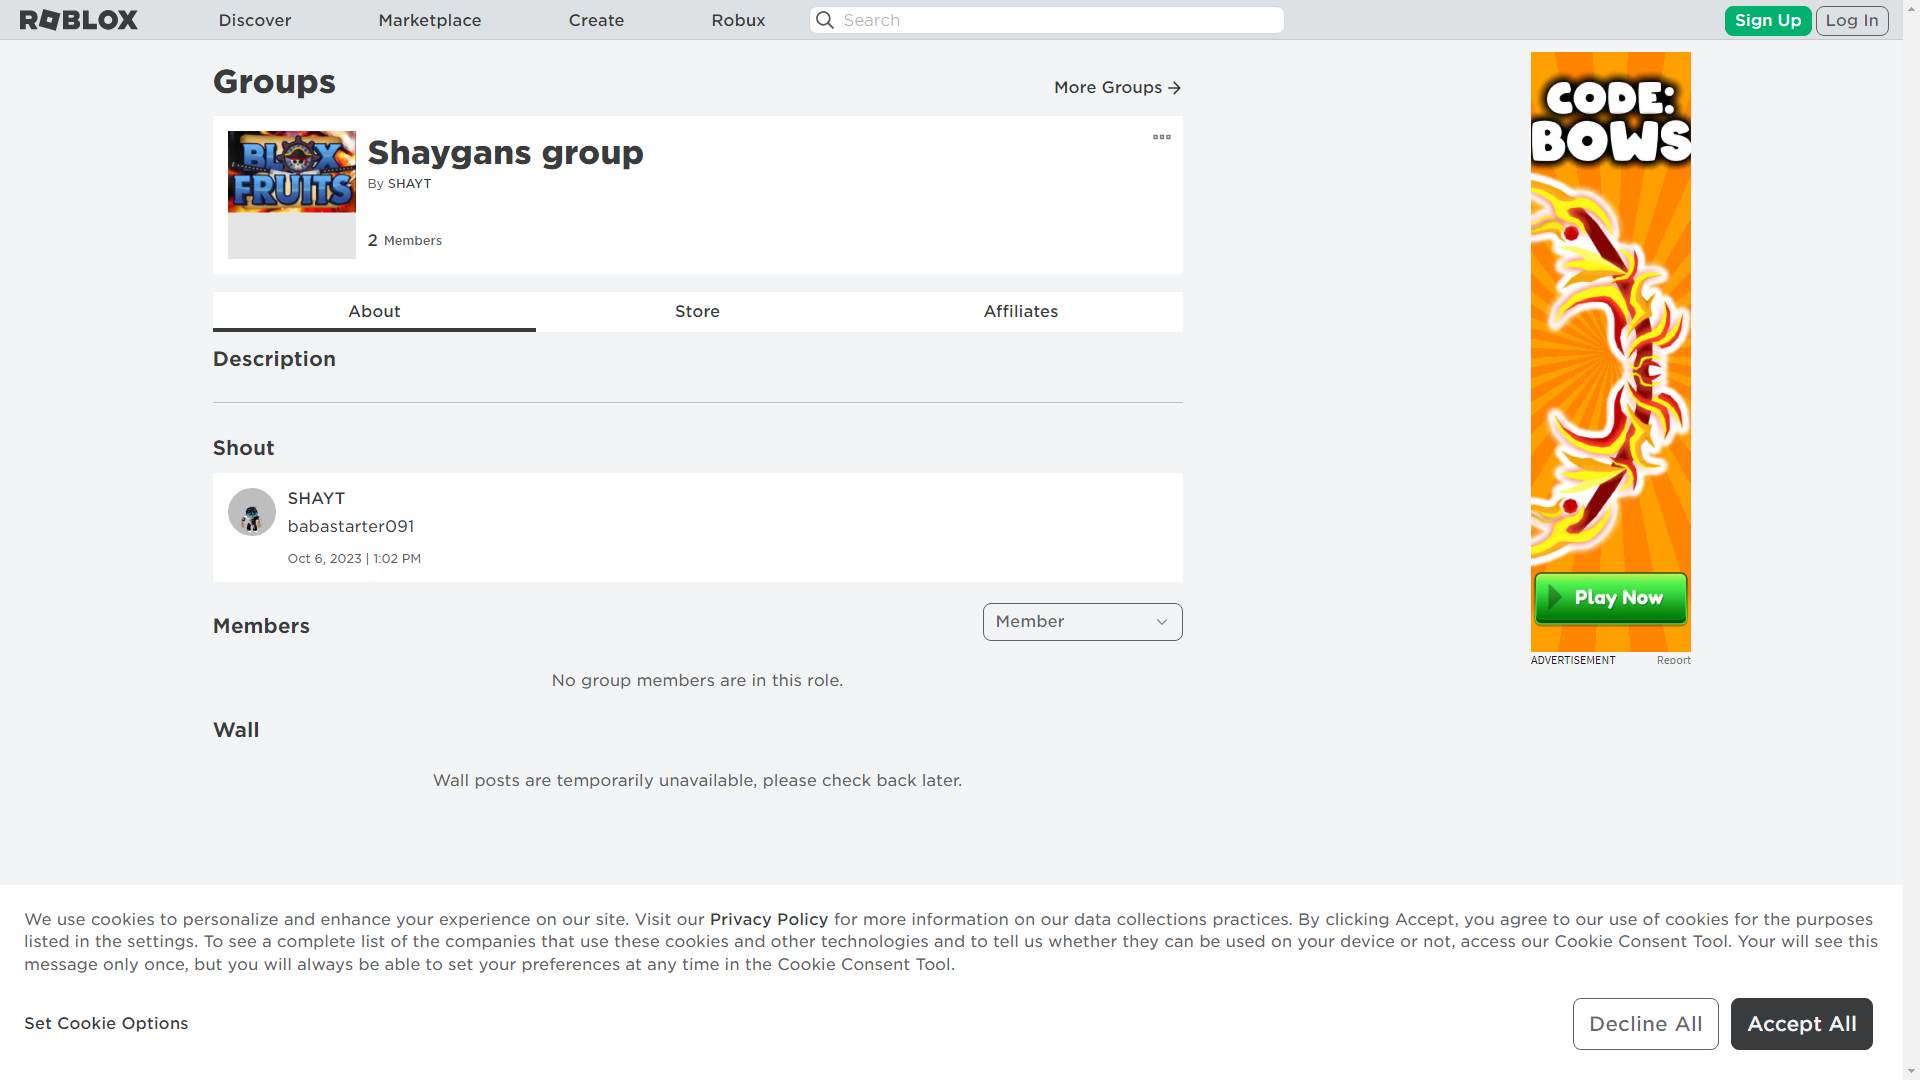 ROBLOX
Discover
Marketplace
Create
Robux
Search
Sign Up
Log In
Groups
More Groups
BLOX
FRUITS
Shaygans group
By SHAYT
2 Members
About
Store
Affiliates
Description
Shout
SHAYT
babastarter091
Oct 6, 2023 | 1:02 PM
Members
Member
No group members are in this role.
Wall
Wall posts are temporarily unavailable, please check back later.
CODE:
BOWS
Play Now
ADVERTISEMENT
Report
We use cookies to personalize and enhance your experience on our site. Visit our Privacy Policy for more information on our data collections practices. By clicking Accept, you agree to our use of cookies for the purposes
listed in the settings. To see a complete list of the companies that use these cookies and other technologies and to tell us whether they can be used on your device or not, access our Cookie Consent Tool. Your will see this
message only once, but you will always be able to set your preferences at any time in the Cookie Consent Tool.
Set Cookie Options
Decline All
Accept All